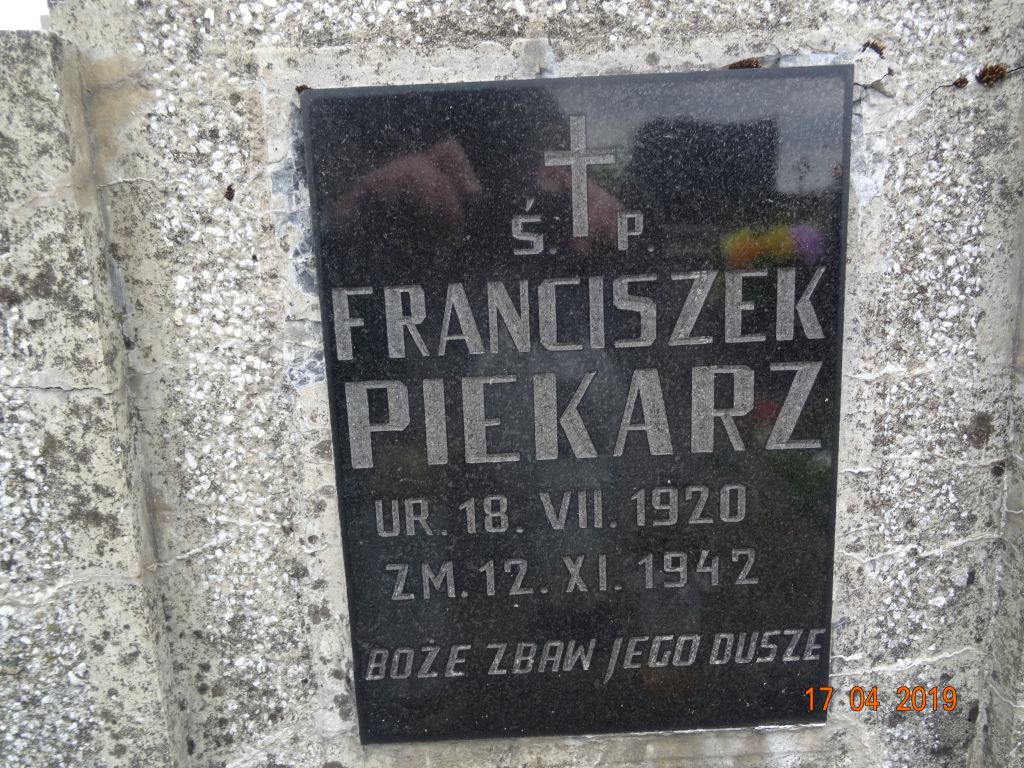 Ś. P.
FRANCISZEK
PIEKARZ
UR. 18. VII. 1920
ZM. 12. XI. 1942
BOŻE ZBAW JEGO DUSZE
17 04 2019